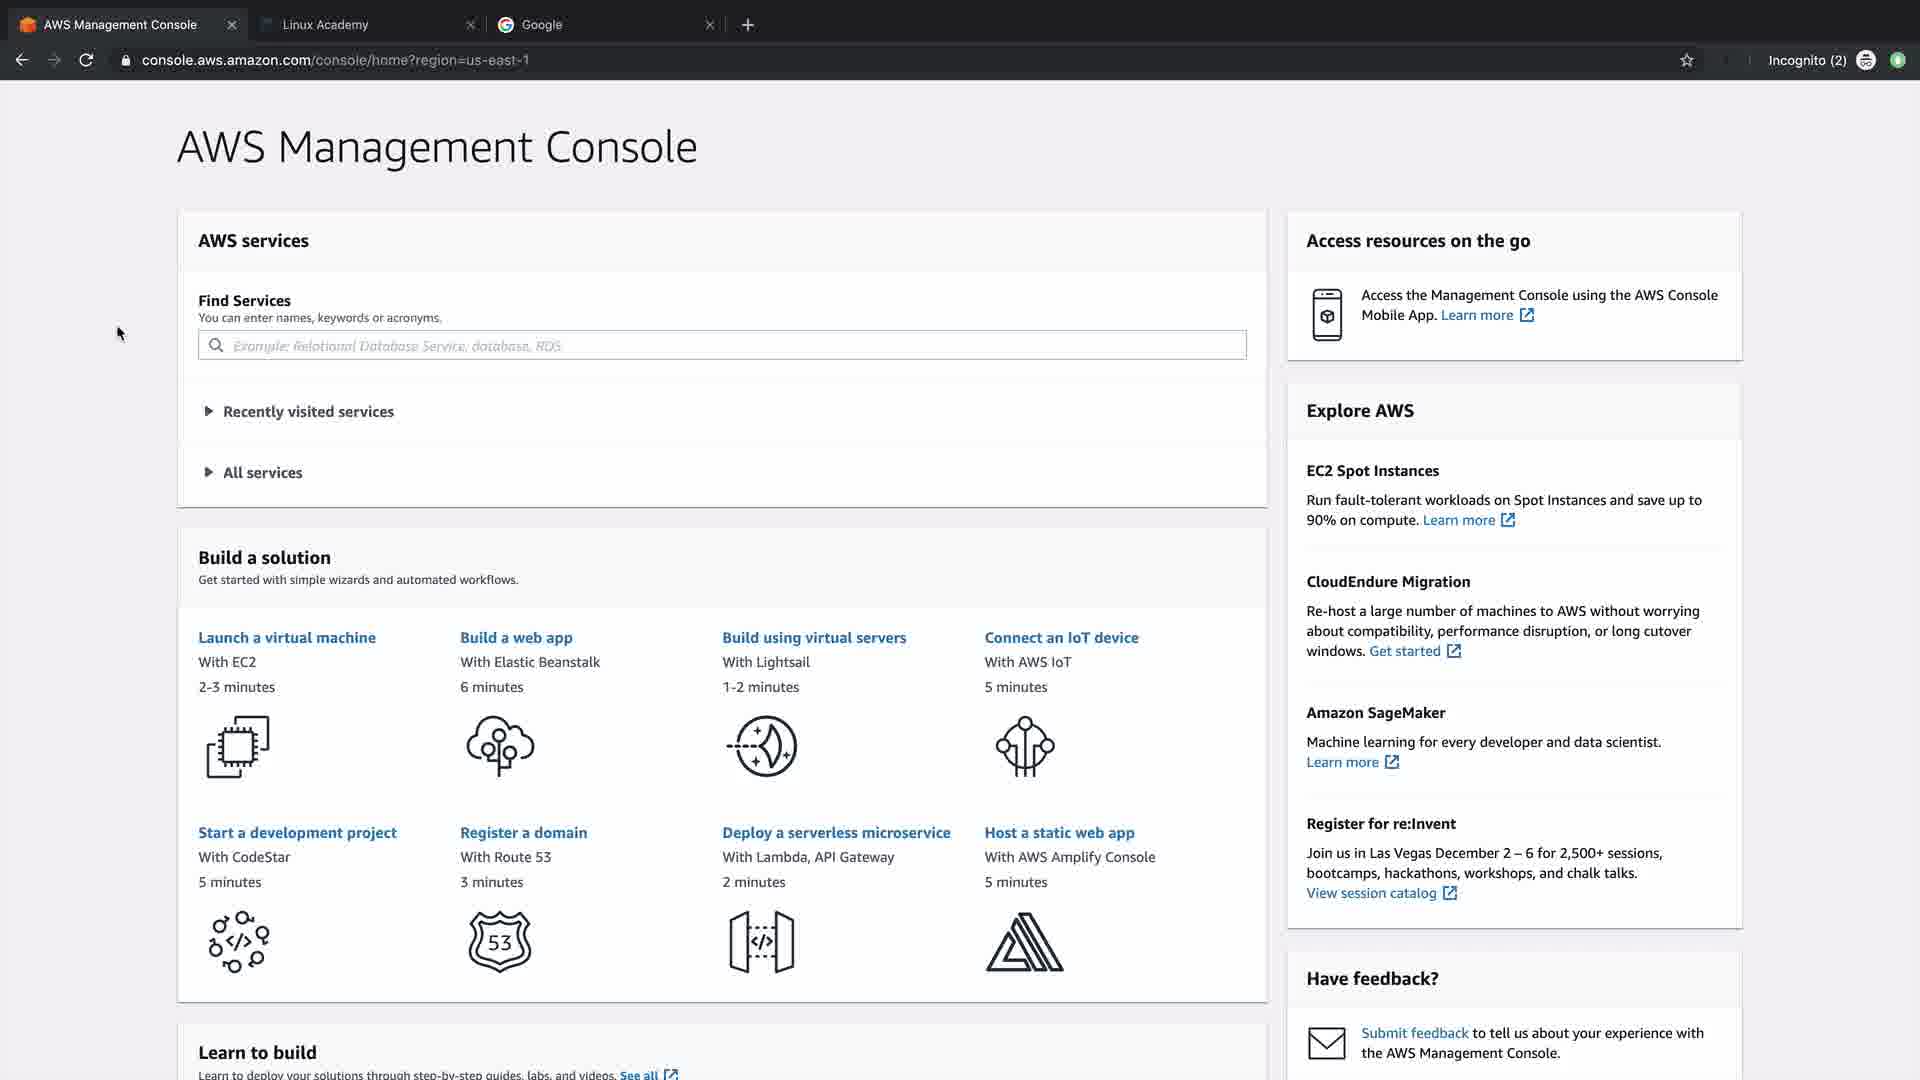 AWS Management Console
Linux Academy
Google
console.aws.amazon.com/console/home?region=us-east-1
Incognito (2)
AWS Management Console
AWS services
Find Services
You can enter names, keywords or acronyms.
Example: Relational Database Service, database, RDS
Recently visited services
All services
Build a solution
Get started with simple wizards and automated workflows.
Launch a virtual machine
With EC2
2-3 minutes
Build a web app
With Elastic Beanstalk
6 minutes
Build using virtual servers
With Lightsail
1-2 minutes
Connect an IoT device
With AWS IoT
5 minutes
Start a development project
With CodeStar
5 minutes
Register a domain
With Route 53
3 minutes
53
Deploy a serverless microservice
With Lambda, API Gateway
2 minutes
Host a static web app
With AWS Amplify Console
5 minutes
Learn to build
Learn to deploy your solutions through step-by-step guides, labs, and videos. See all
Access resources on the go
Access the Management Console using the AWS Console
Mobile App. Learn more
Explore AWS
EC2 Spot Instances
Run fault-tolerant workloads on Spot Instances and save up to
90% on compute. Learn more
CloudEndure Migration
Re-host a large number of machines to AWS without worrying
about compatibility, performance disruption, or long cutover
windows. Get started
Amazon SageMaker
Machine learning for every developer and data scientist.
Learn more
Register for re:Invent
Join us in Las Vegas December 2 – 6 for 2,500+ sessions,
bootcamps, hackathons, workshops, and chalk talks.
View session catalog
Have feedback?
Submit feedback to tell us about your experience with
the AWS Management Console.